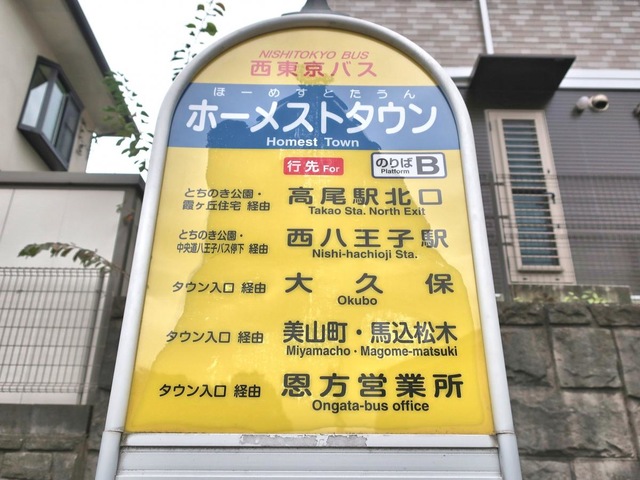 NISHITOKYO BUS
西東京バス
ほーめすとたうん
ホーメストタウン
Homest Town
行先 For
のりば B
Platform
とちのき公園・
霞ヶ丘住宅 経由
高尾駅北口
Takao Sta. North Exit
とちのき公園・
中央道八王子バス停下 経由
西八王子駅
Nishi-hachioji Sta.
タウン入口 経由 大久保
Okubo
タウン入口 経由 美山町・馬込松木
Miyamacho・Magome-matsuki
タウン入口 経由 恩方営業所
Ongata-bus office